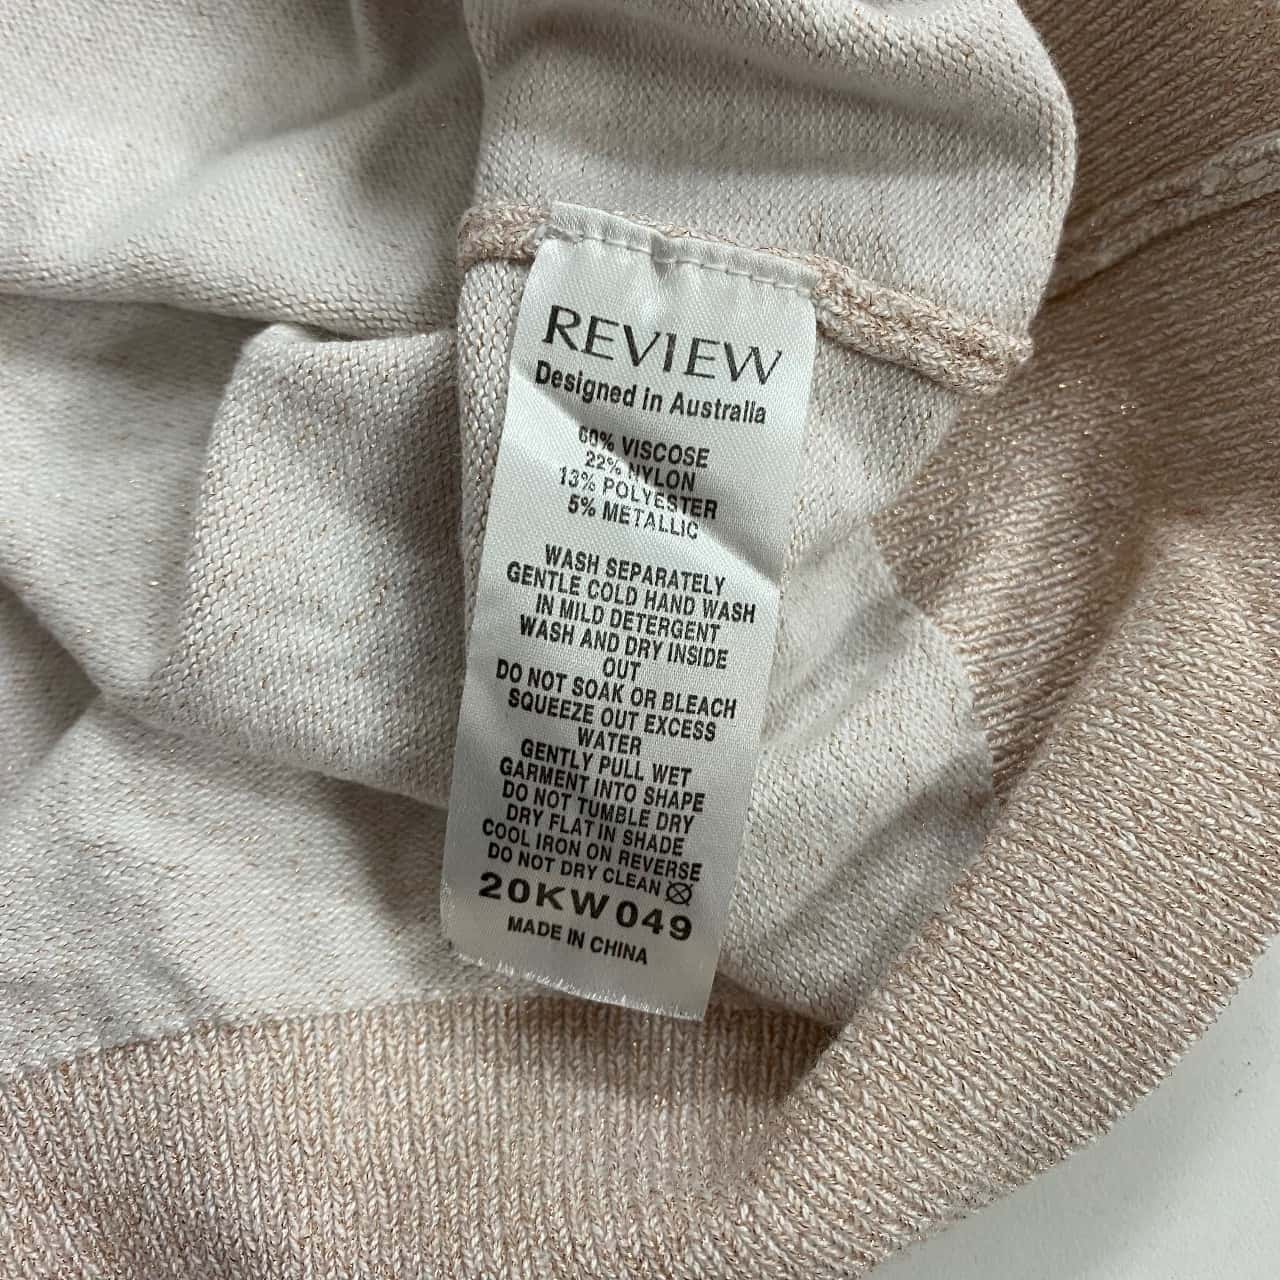 REVIEW
Designed in Australia
60% VISCOSE
22% NYLON
13% POLYESTER
5% METALLIC
WASH SEPARATELY
GENTLE COLD HAND WASH
IN MILD DETERGENT
WASH AND DRY INSIDE
OUT
DO NOT SOAK OR BLEACH
SQUEEZE OUT EXCESS
WATER
GENTLY PULL WET
GARMENT INTO SHAPE
DO NOT TUMBLE DRY
DRY FLAT IN SHADE
COOL IRON ON REVERSE
DO NOT DRY CLEAN
20KW049
MADE IN CHINA